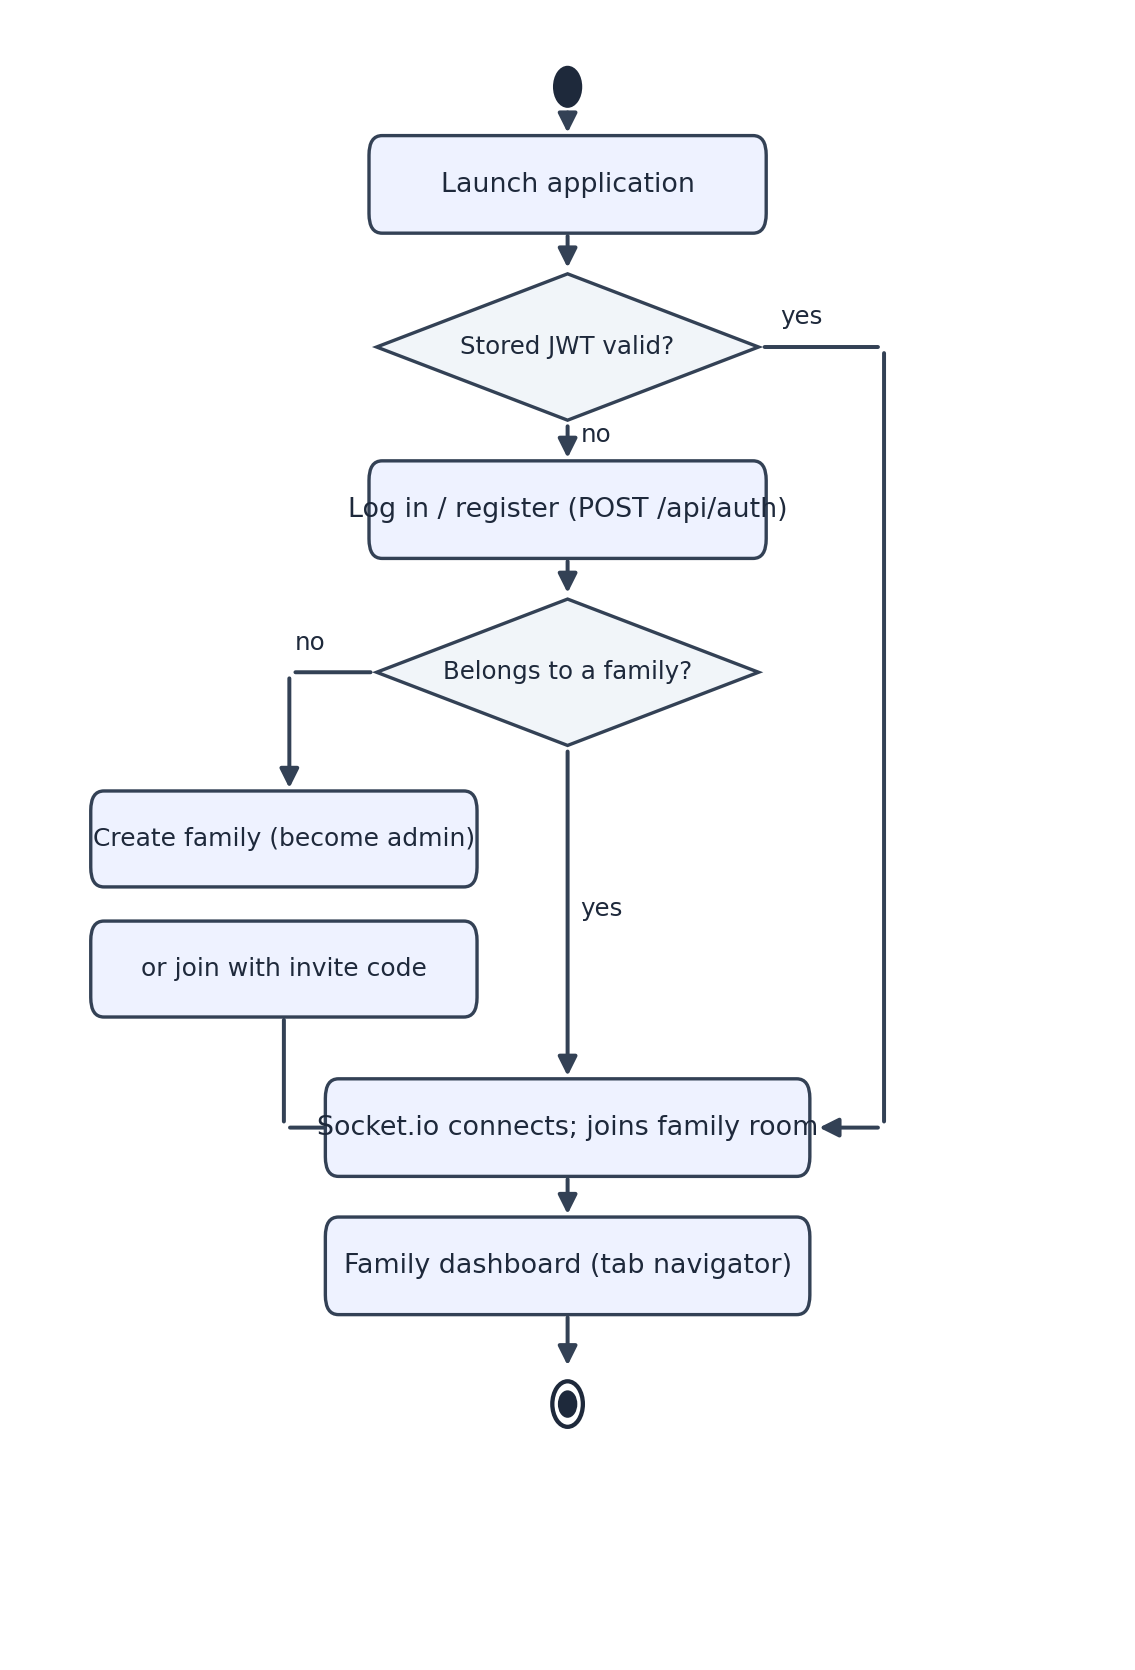 Launch application
Stored JWT valid?
yes
no
Log in / register (POST /api/auth)
Belongs to a family?
no
Create family (become admin)
yes
or join with invite code
Socket.io connects; joins family room
Family dashboard (tab navigator)